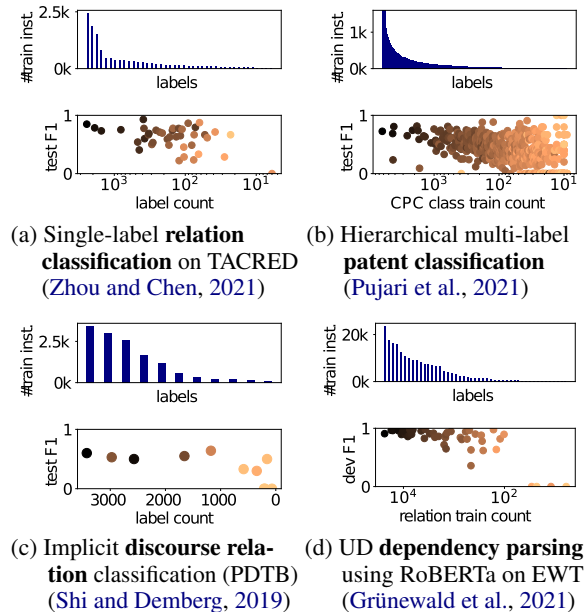 #train inst.
2.5k
0k
labels
test F1
1
0
10³
10²
10¹
label count
(a) Single-label relation
classification on TACRED
(Zhou and Chen, 2021)
#train inst.
1k
0k
labels
test F1
1
0
10³
10²
10¹
CPC class train count
(b) Hierarchical multi-label
patent classification
(Pujari et al., 2021)
#train inst.
2.5k
0k
labels
test F1
1
0
3000
2000
1000
0
label count
(c) Implicit discourse rela-
tion classification (PDTB)
(Shi and Demberg, 2019)
#train inst.
20k
0k
labels
dev F1
1
0
10⁴
10²
relation train count
(d) UD dependency parsing
using RoBERTa on EWT
(Grünewald et al., 2021)